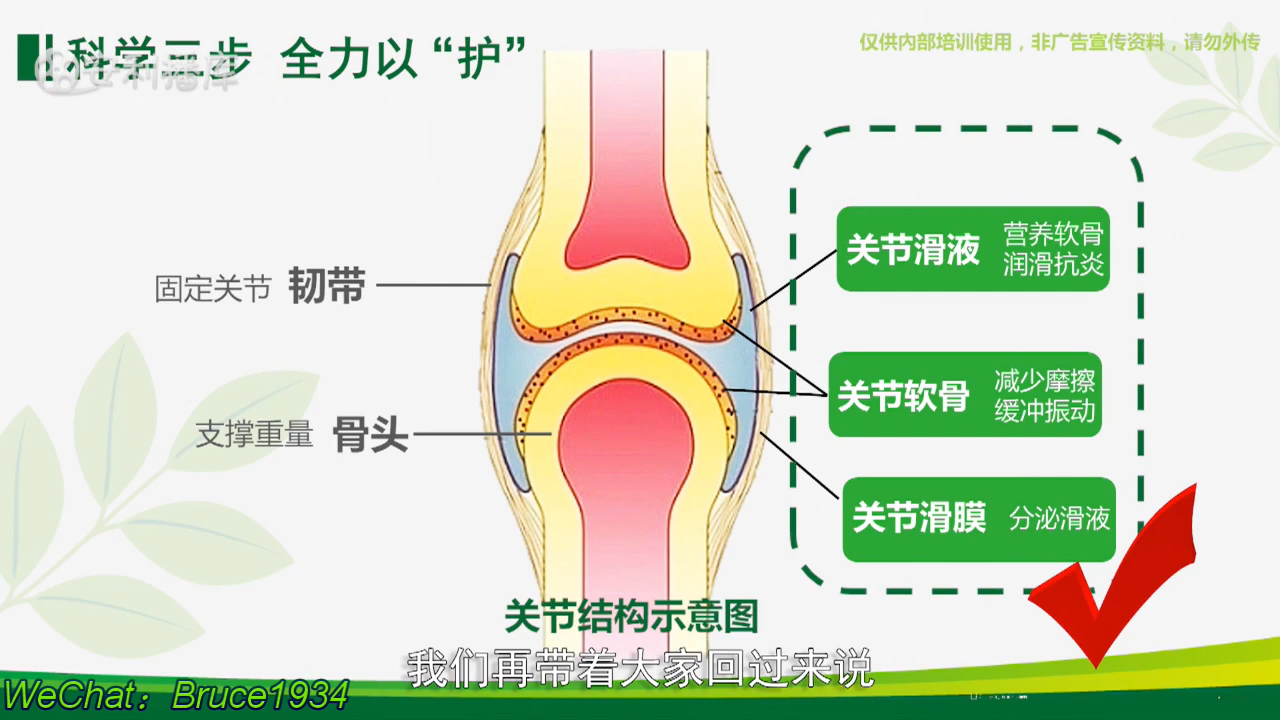 科学三步 全力以“护”
安利播库
仅供内部培训使用，非广告宣传资料，请勿外传
固定关节 韧带
支撑重量 骨头
关节滑液
营养软骨
润滑抗炎
关节软骨
减少摩擦
缓冲振动
关节滑膜 分泌滑液
关节结构示意图
我们再带着大家回过来说
WeChat：Bruce1934